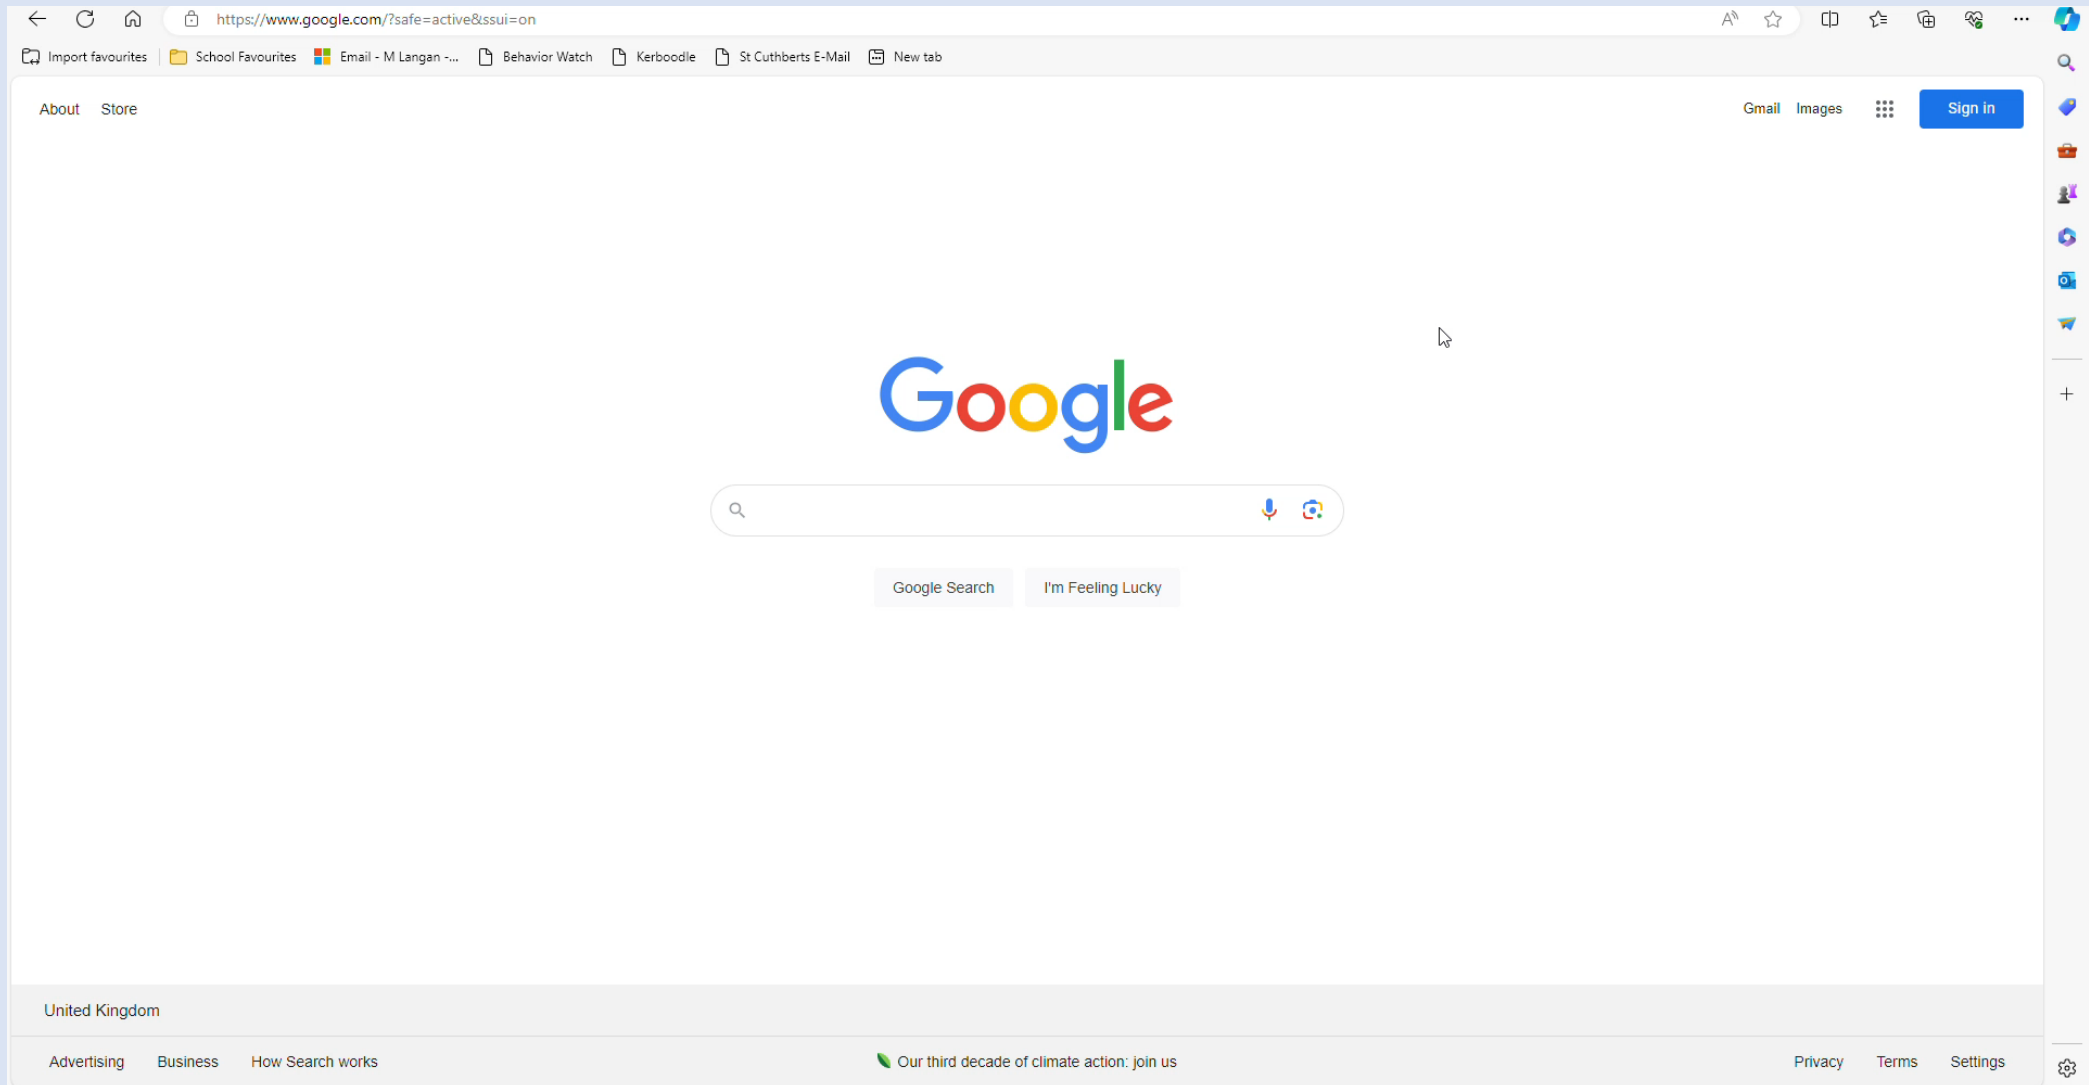 https://www.google.com/?safe=active&ssui=on
Import favourites School Favourites Email - M Langan -... Behavior Watch Kerboodle St Cuthberts E-Mail New tab
About Store Gmail Images Sign in
Google
Google Search I'm Feeling Lucky
United Kingdom
Advertising Business How Search works Our third decade of climate action: join us Privacy Terms Settings